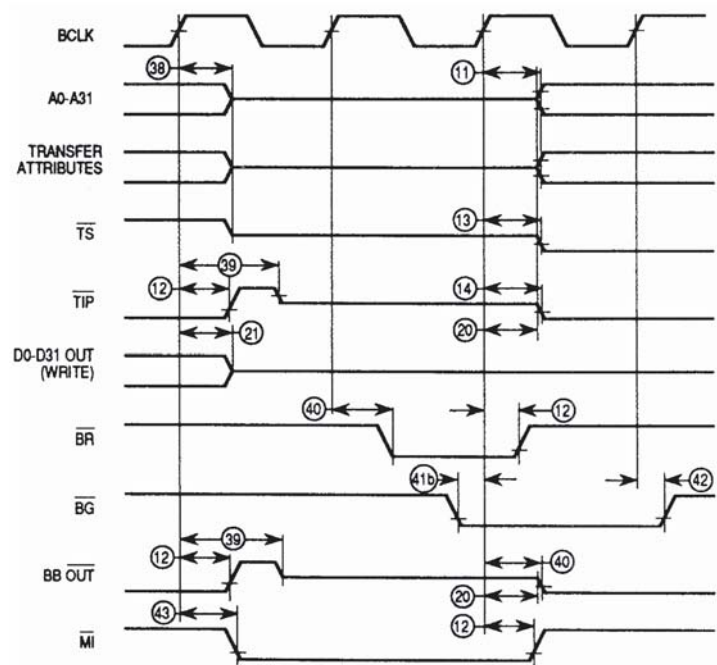 BCLK
38
11
A0-A31
TRANSFER
ATTRIBUTES
TS
13
39
12
14
TIP
21
20
D0-D31 OUT
(WRITE)
40
12
BR
41b
42
BG
39
12
40
BB OUT
43
20
12
MI